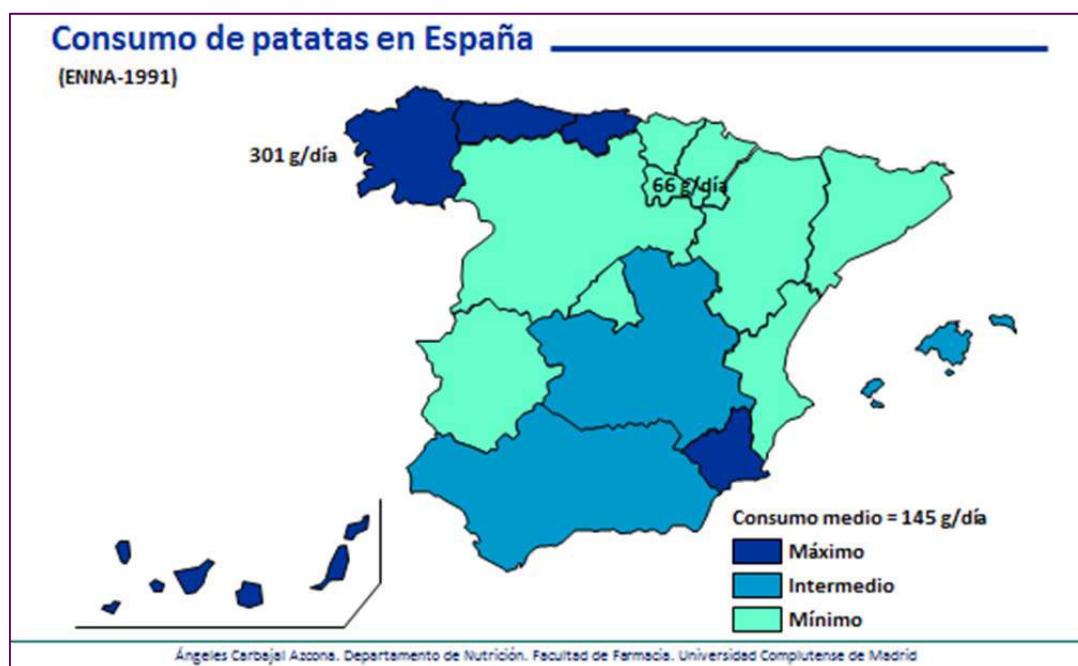 Consumo de patatas en España
(ENNA-1991)
301 g/día
66 g/día
Consumo medio = 145 g/día
Máximo
Intermedio
Mínimo
Ángeles Carbajal Azcona. Departamento de Nutrición. Facultad de Farmacia. Universidad Complutense de Madrid